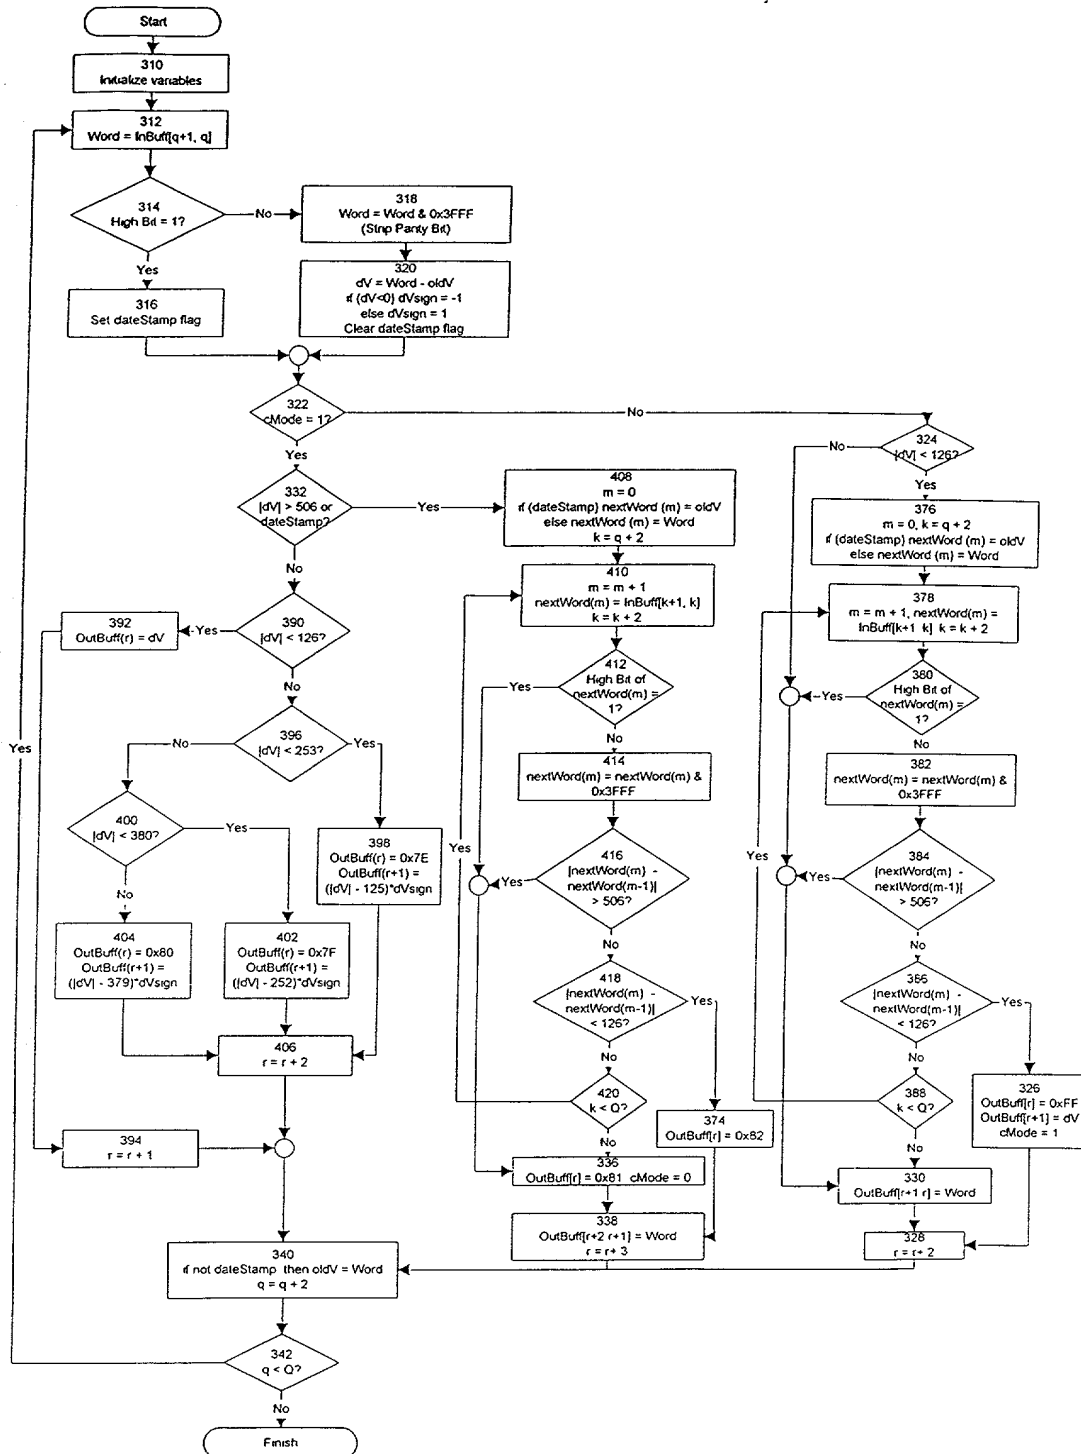 Start
310
Initialize variables
312
Word = InBuff[q+1, q]
314
High Bit = 1?
No
318
Word = Word & 0x3FFF
(Strip Parity Bit)
Yes
316
Set dateStamp flag
320
dV = Word - oldV
if (dV<0) dVsign = -1
else dVsign = 1
Clear dateStamp flag
322
cMode = 1?
No
Yes
324
|dV| < 126?
No
Yes
332
|dV| > 506 or
dateStamp?
Yes
No
408
m = 0
if (dateStamp) nextWord (m) = oldV
else nextWord (m) = Word
k = q + 2
376
m = 0, k = q + 2
if (dateStamp) nextWord (m) = oldV
else nextWord (m) = Word
410
m = m + 1
nextWord(m) = InBuff[k+1, k]
k = k + 2
378
m = m + 1, nextWord(m) =
InBuff[k+1 k] k = k + 2
392
OutBuff(r) = dV
Yes
390
|dV| < 126?
No
412
High Bit of
nextWord(m) =
1?
Yes
No
380
High Bit of
nextWord(m) =
1?
Yes
No
396
|dV| < 253?
No
Yes
Yes
414
nextWord(m) = nextWord(m) &
0x3FFF
382
nextWord(m) = nextWord(m) &
0x3FFF
400
|dV| < 380?
Yes
No
398
OutBuff(r) = 0x7E
OutBuff(r+1) =
(|dV| - 125)*dVsign
Yes
416
|nextWord(m) -
nextWord(m-1)|
> 506?
Yes
No
Yes
384
|nextWord(m) -
nextWord(m-1)|
> 506?
Yes
No
404
OutBuff(r) = 0x80
OutBuff(r+1) =
(|dV| - 379)*dVsign
402
OutBuff(r) = 0x7F
OutBuff(r+1) =
(|dV| - 252)*dVsign
418
|nextWord(m) -
nextWord(m-1)|
< 126?
Yes
No
386
|nextWord(m) -
nextWord(m-1)|
< 126?
Yes
No
406
r = r + 2
420
k < Q?
No
374
OutBuff[r] = 0x82
388
k < Q?
No
326
OutBuff[r] = 0xFF
OutBuff[r+1] = dV
cMode = 1
394
r = r + 1
336
OutBuff[r] = 0x81 cMode = 0
330
OutBuff[r+1 r] = Word
338
OutBuff[r+2 r+1] = Word
r = r + 3
328
r = r + 2
340
if not dateStamp then oldV = Word
q = q + 2
342
q < Q?
No
Finish